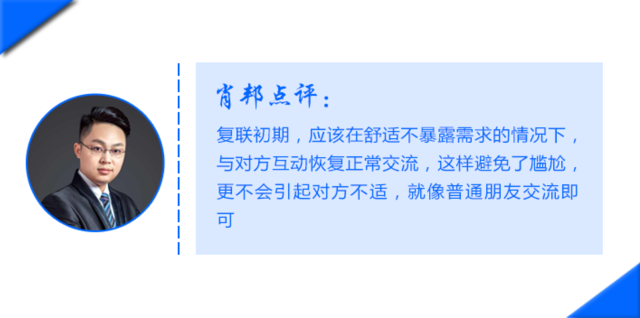 肖邦点评：
复联初期，应该在舒适不暴露需求的情况下，
与对方互动恢复正常交流，这样避免了尴尬，
更不会引起对方不适，就像普通朋友交流即
可